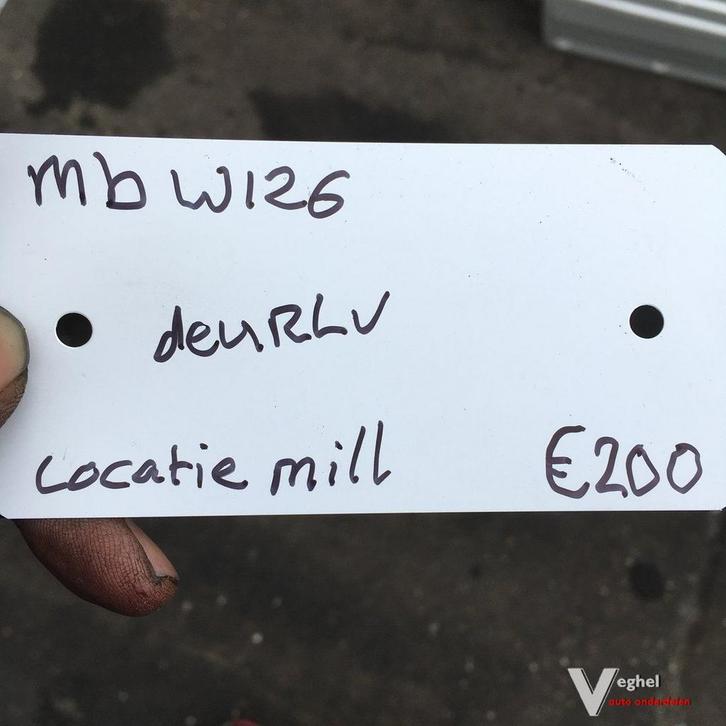 mb W126
deuRLV
Locatie mill €200
Veghel
auto onderdelen